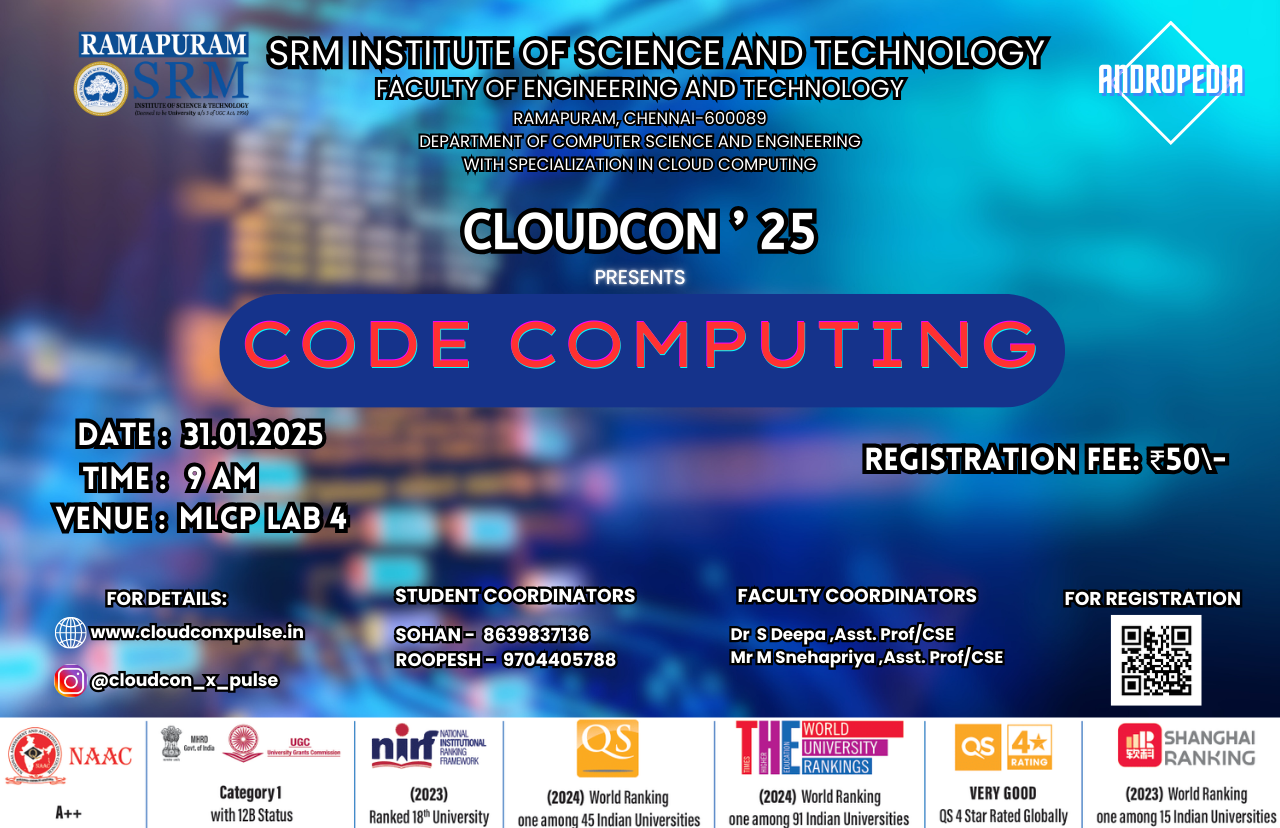 RAMAPURAM
SRM
INSTITUTE OF SCIENCE & TECHNOLOGY
(Deemed to be University u/s 3 of UGC Act, 1956)
SRM INSTITUTE OF SCIENCE AND TECHNOLOGY
FACULTY OF ENGINEERING AND TECHNOLOGY
RAMAPURAM, CHENNAI-600089
DEPARTMENT OF COMPUTER SCIENCE AND ENGINEERING
WITH SPECIALIZATION IN CLOUD COMPUTING
ANDROPEDIA
CLOUDCON ’ 25
PRESENTS
CODE COMPUTING
DATE : 31.01.2025
TIME : 9 AM
VENUE : MLCP LAB 4
REGISTRATION FEE: ₹50\-
FOR DETAILS:
www.cloudconxpulse.in
@cloudcon_x_pulse
STUDENT COORDINATORS
SOHAN - 8639837136
ROOPESH - 9704405788
FACULTY COORDINATORS
Dr S Deepa ,Asst. Prof/CSE
Mr M Snehapriya ,Asst. Prof/CSE
FOR REGISTRATION
NAAC
NAAC
A++
MHRD
Govt. of India
UGC
University Grants Commission
Category 1
with 12B Status
nirf
NATIONAL
INSTITUTIONAL
RANKING
FRAMEWORK
(2023)
Ranked 18th University
QS
(2024) World Ranking
one among 45 Indian Universities
TIMES
HIGHER
EDUCATION
THE
WORLD
UNIVERSITY
RANKINGS
(2024) World Ranking
one among 91 Indian Universities
QS
4★
RATING
VERY GOOD
QS 4 Star Rated Globally
软科
SHANGHAI
RANKING
(2023) World Ranking
one among 15 Indian Universities